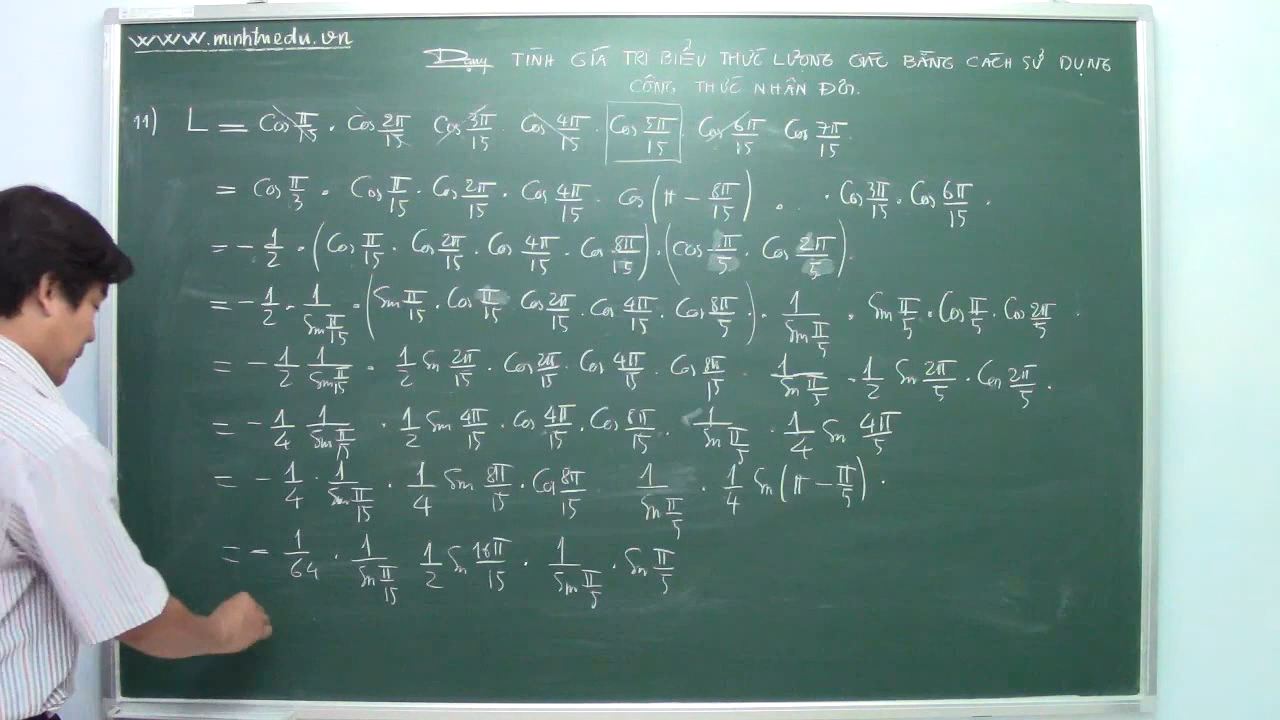 www.minhtuedu.vn
Dạng TÍNH GIÁ TRỊ BIỂU THỨC LƯỢNG GIÁC BẰNG CÁCH SỬ DỤNG
CÔNG THỨC NHÂN ĐÔI.
11) L = Cos π/15 . Cos 2π/15 Cos 3π/15 . Cos 4π/15 . Cos 5π/15 . Cos 6π/15 Cos 7π/15 .
= Cos π/3 . Cos π/15 . Cos 2π/15 . Cos 4π/15 . Cos (π − 8π/15) . . Cos 3π/15 . Cos 6π/15 .
= − 1/2 . (Cos π/15 . Cos 2π/15 . Cos 4π/15 . Cos 8π/15) . (Cos π/5 . Cos 2π/5) .
= − 1/2 . 1/Sin π/15 . (Sin π/15 . Cos π/15 Cos 2π/15 . Cos 4π/15 . Cos 8π/5) . 1/Sin π/5 . Sin π/5 . Cos π/5 . Cos 2π/5 .
= − 1/2 1/Sin π/15 . 1/2 Sin 2π/15 . Cos 2π/15 . Cos 4π/15 . Cos 8π/15 . 1/Sin π/5 . 1/2 Sin 2π/5 . Cos 2π/5 .
= − 1/4 1/Sin π/15 . 1/2 Sin 4π/15 . Cos 4π/15 . Cos 8π/15 . 1/Sin π/5 . 1/4 Sin 4π/5
= − 1/4 . 1/Sin π/15 . 1/4 Sin 8π/15 . Cos 8π/15 1/Sin π/5 . 1/4 Sin (π − π/5) .
= − 1/64 . 1/Sin π/15 1/2 Sin 16π/15 . 1/Sin π/5 . Sin π/5